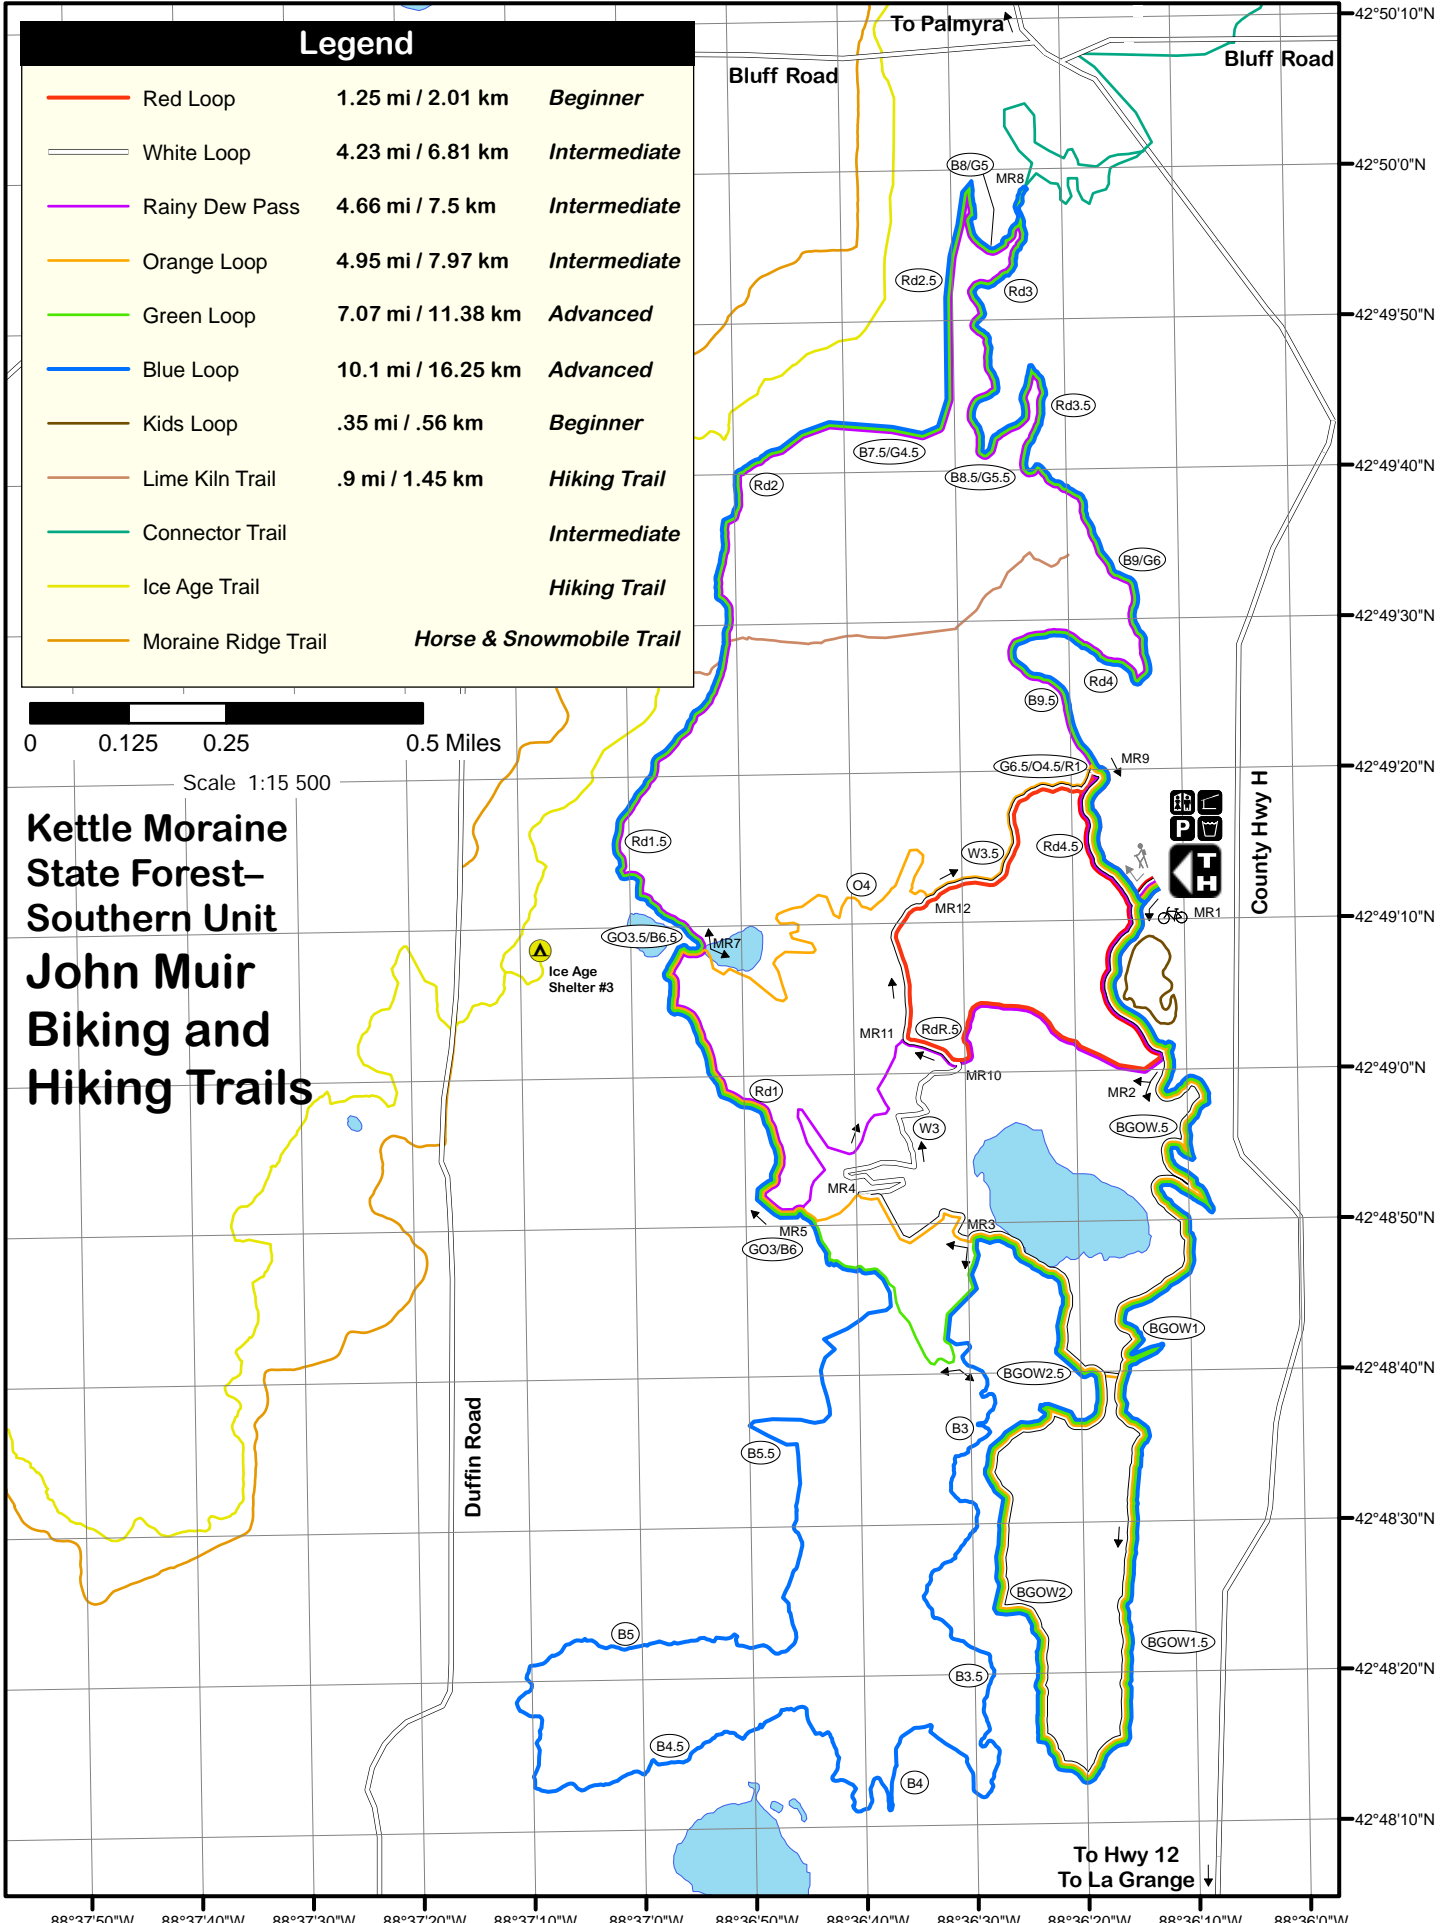 To Palmyra
Bluff Road
Bluff Road
Legend
Red Loop 1.25 mi / 2.01 km Beginner
White Loop 4.23 mi / 6.81 km Intermediate
Rainy Dew Pass 4.66 mi / 7.5 km Intermediate
Orange Loop 4.95 mi / 7.97 km Intermediate
Green Loop 7.07 mi / 11.38 km Advanced
Blue Loop 10.1 mi / 16.25 km Advanced
Kids Loop .35 mi / .56 km Beginner
Lime Kiln Trail .9 mi / 1.45 km Hiking Trail
Connector Trail Intermediate
Ice Age Trail Hiking Trail
Moraine Ridge Trail Horse & Snowmobile Trail
0 0.125 0.25 0.5 Miles
Scale 1:15 500
Kettle Moraine
State Forest–
Southern Unit
John Muir
Biking and
Hiking Trails
B8/G5
MR8
Rd2.5
Rd3
Rd3.5
B7.5/G4.5
B8.5/G5.5
Rd2
B9/G6
Rd4
B9.5
G6.5/O4.5/R1
MR9
Rd1.5
W3.5
Rd4.5
O4
MR12
P
TH
MR1
County Hwy H
GO3.5/B6.5
MR7
Ice Age
Shelter #3
MR11
RdR.5
MR10
Rd1
MR2
W3
BGOW.5
MR4
MR5
MR3
GO3/B6
BGOW1
BGOW2.5
B3
B5.5
Duffin Road
BGOW2
B5
BGOW1.5
B3.5
B4.5
B4
To Hwy 12
To La Grange
42°50'10"N
42°50'0"N
42°49'50"N
42°49'40"N
42°49'30"N
42°49'20"N
42°49'10"N
42°49'0"N
42°48'50"N
42°48'40"N
42°48'30"N
42°48'20"N
42°48'10"N
88°37'50"W 88°37'40"W 88°37'30"W 88°37'20"W 88°37'10"W 88°37'0"W 88°36'50"W 88°36'40"W 88°36'30"W 88°36'20"W 88°36'10"W 88°36'0"W